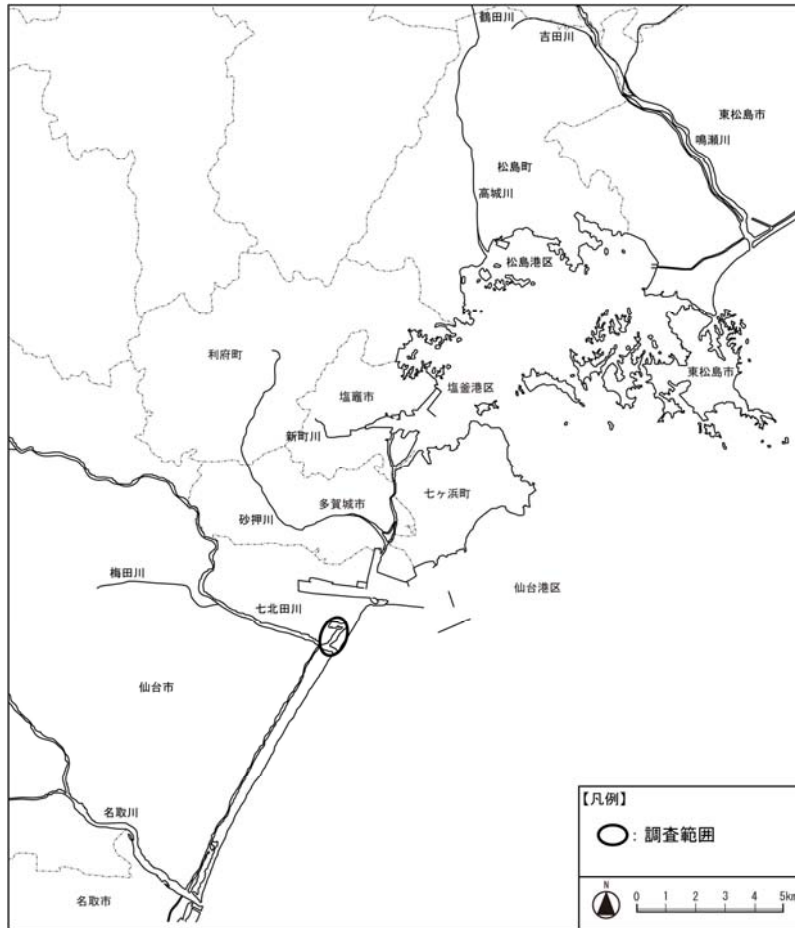 鶴田川
吉田川
東松島市
鳴瀬川
松島町
高城川
松島港区
利府町
東松島市
塩竈市
塩釜港区
新町川
七ヶ浜町
多賀城市
砂押川
梅田川
仙台港区
七北田川
仙台市
【凡例】
名取川
: 調査範囲
名取市
N
0 1 2 3 4 5km